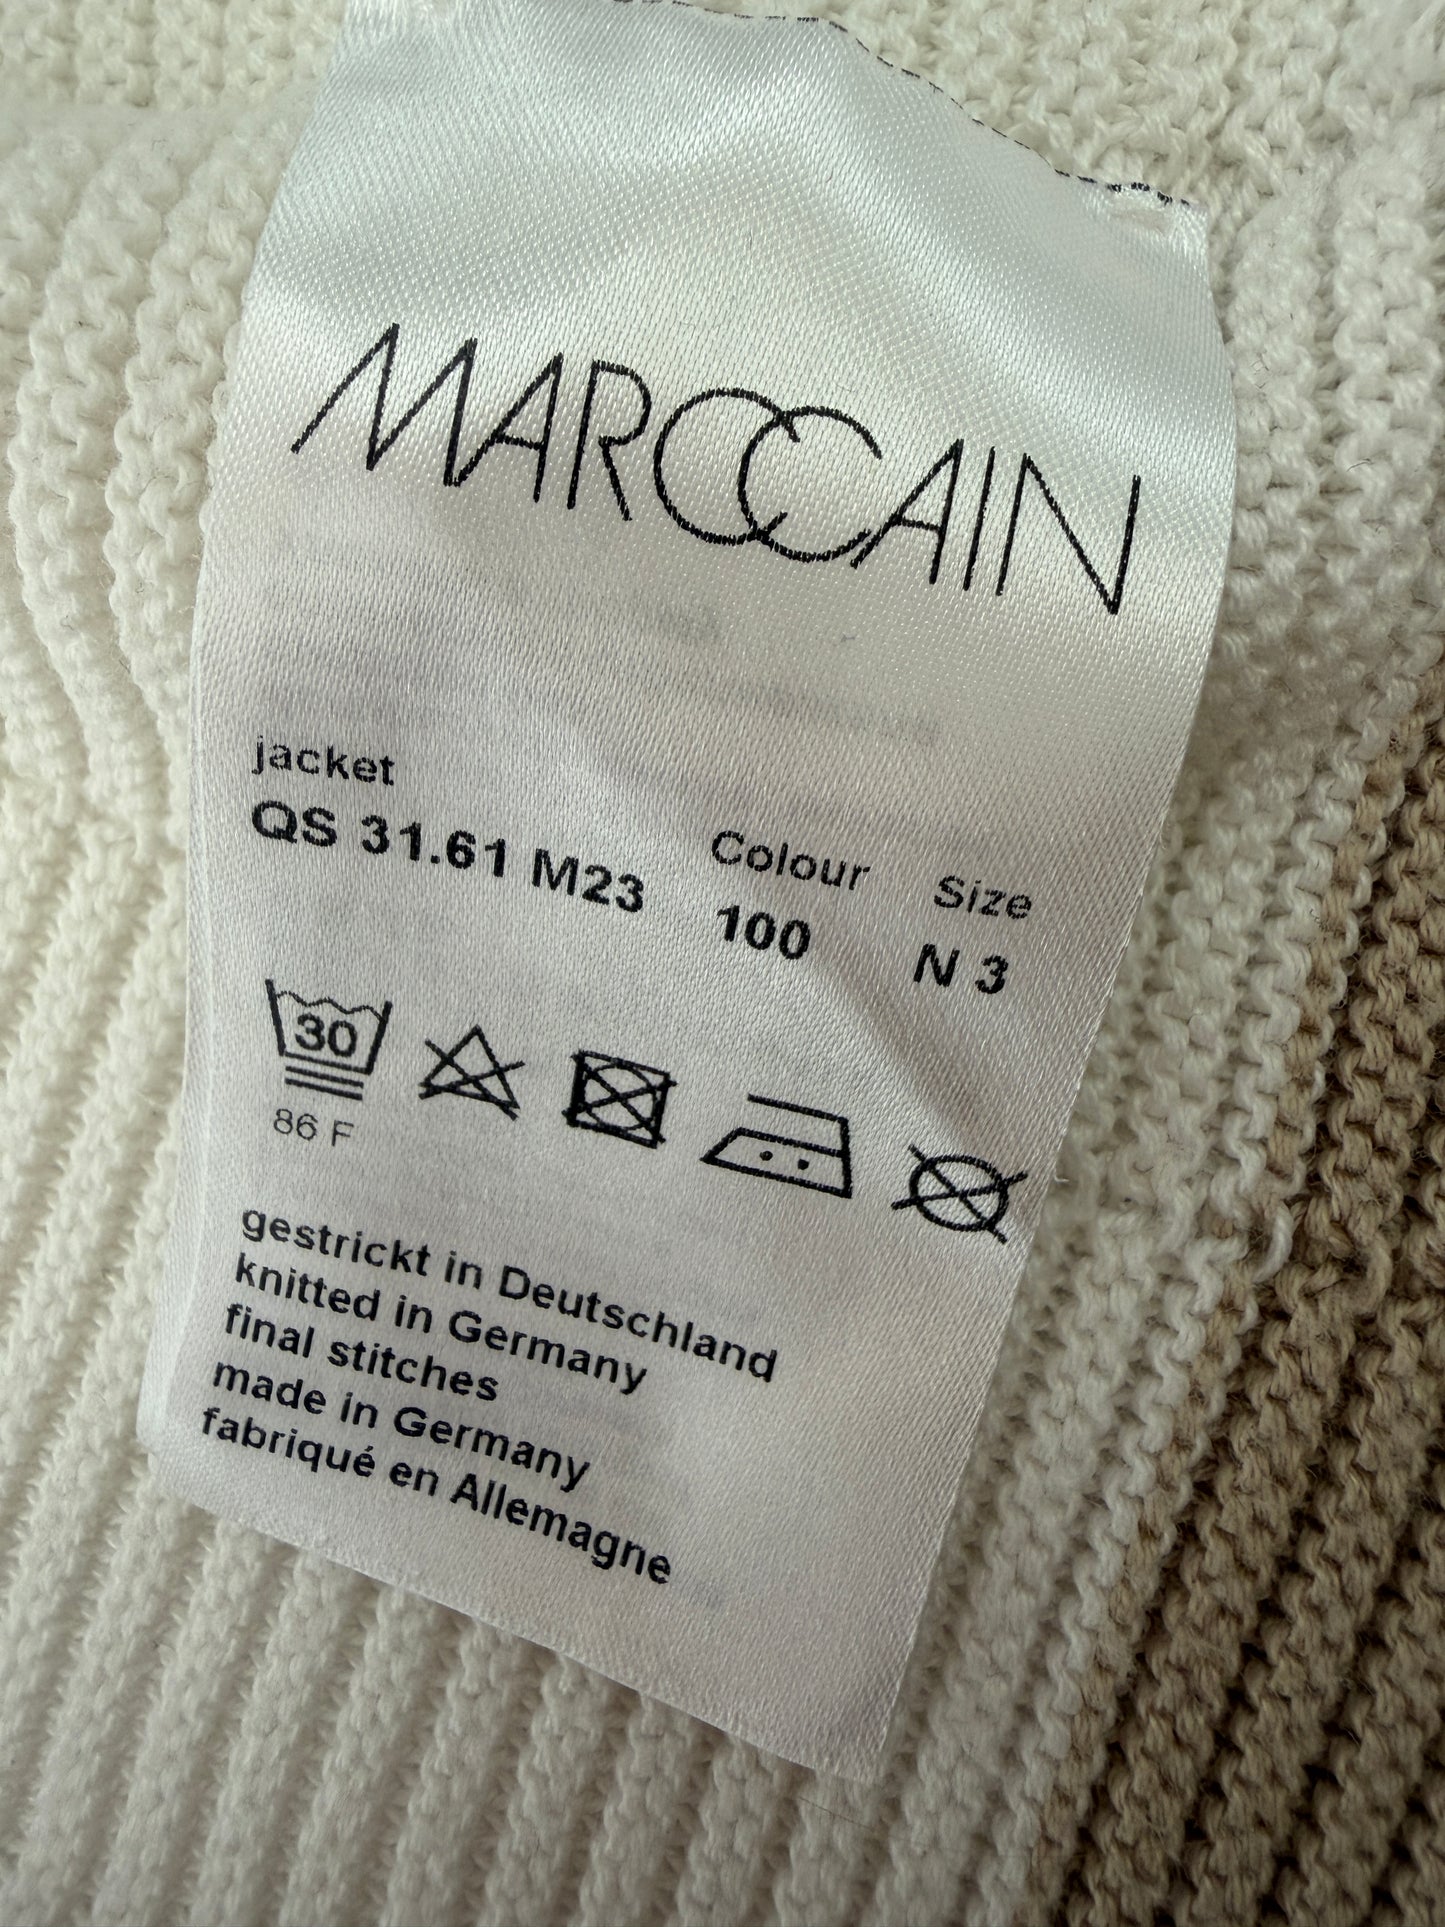 MARCCAIN
jacket
QS 31.61 M23 Colour 100 Size N 3
30
86 F
gestrickt in Deutschland
knitted in Germany
final stitches
made in Germany
fabriqué en Allemagne